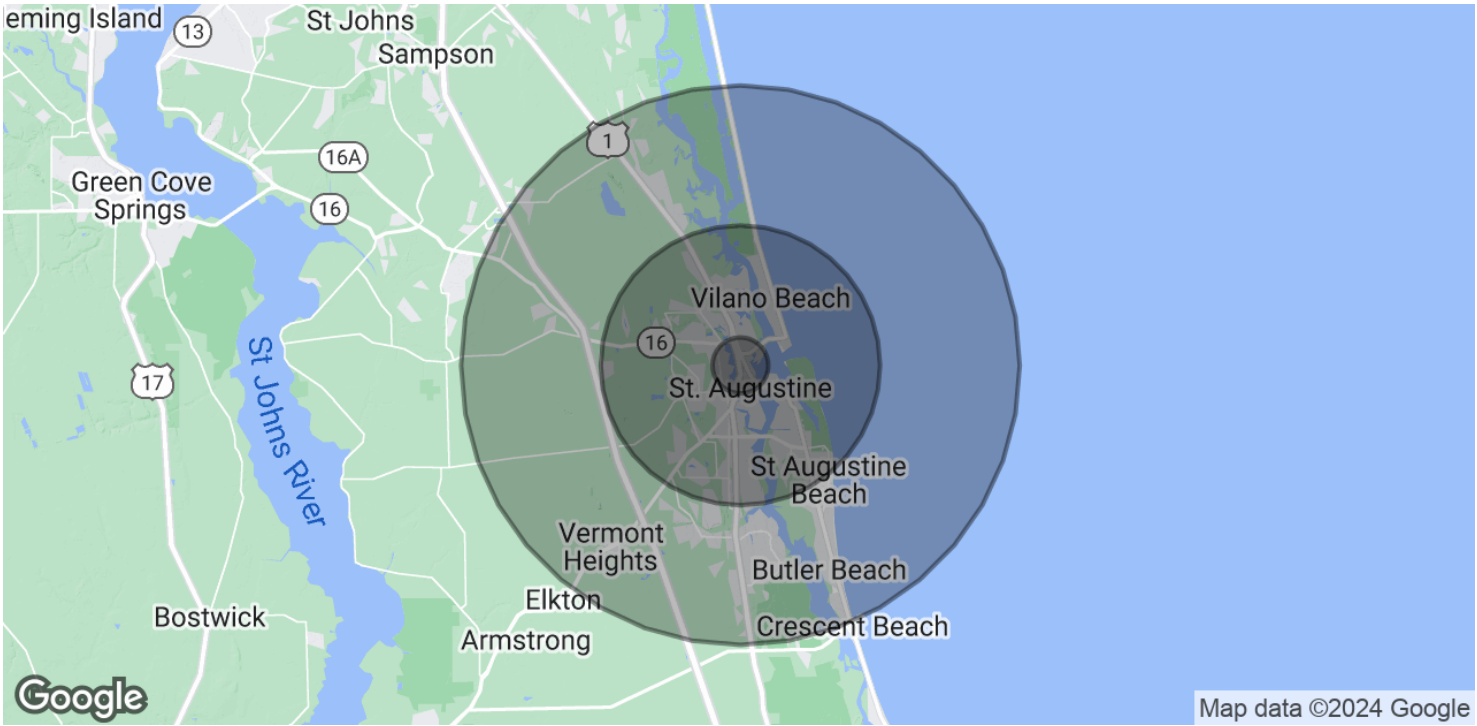 eming Island
13
St Johns
Sampson
1
16A
Green Cove
Springs
16
Vilano Beach
16
17
St Johns River
St. Augustine
St Augustine
Beach
Vermont
Heights
Butler Beach
Elkton
Bostwick
Armstrong
Crescent Beach
Google
Map data ©2024 Google